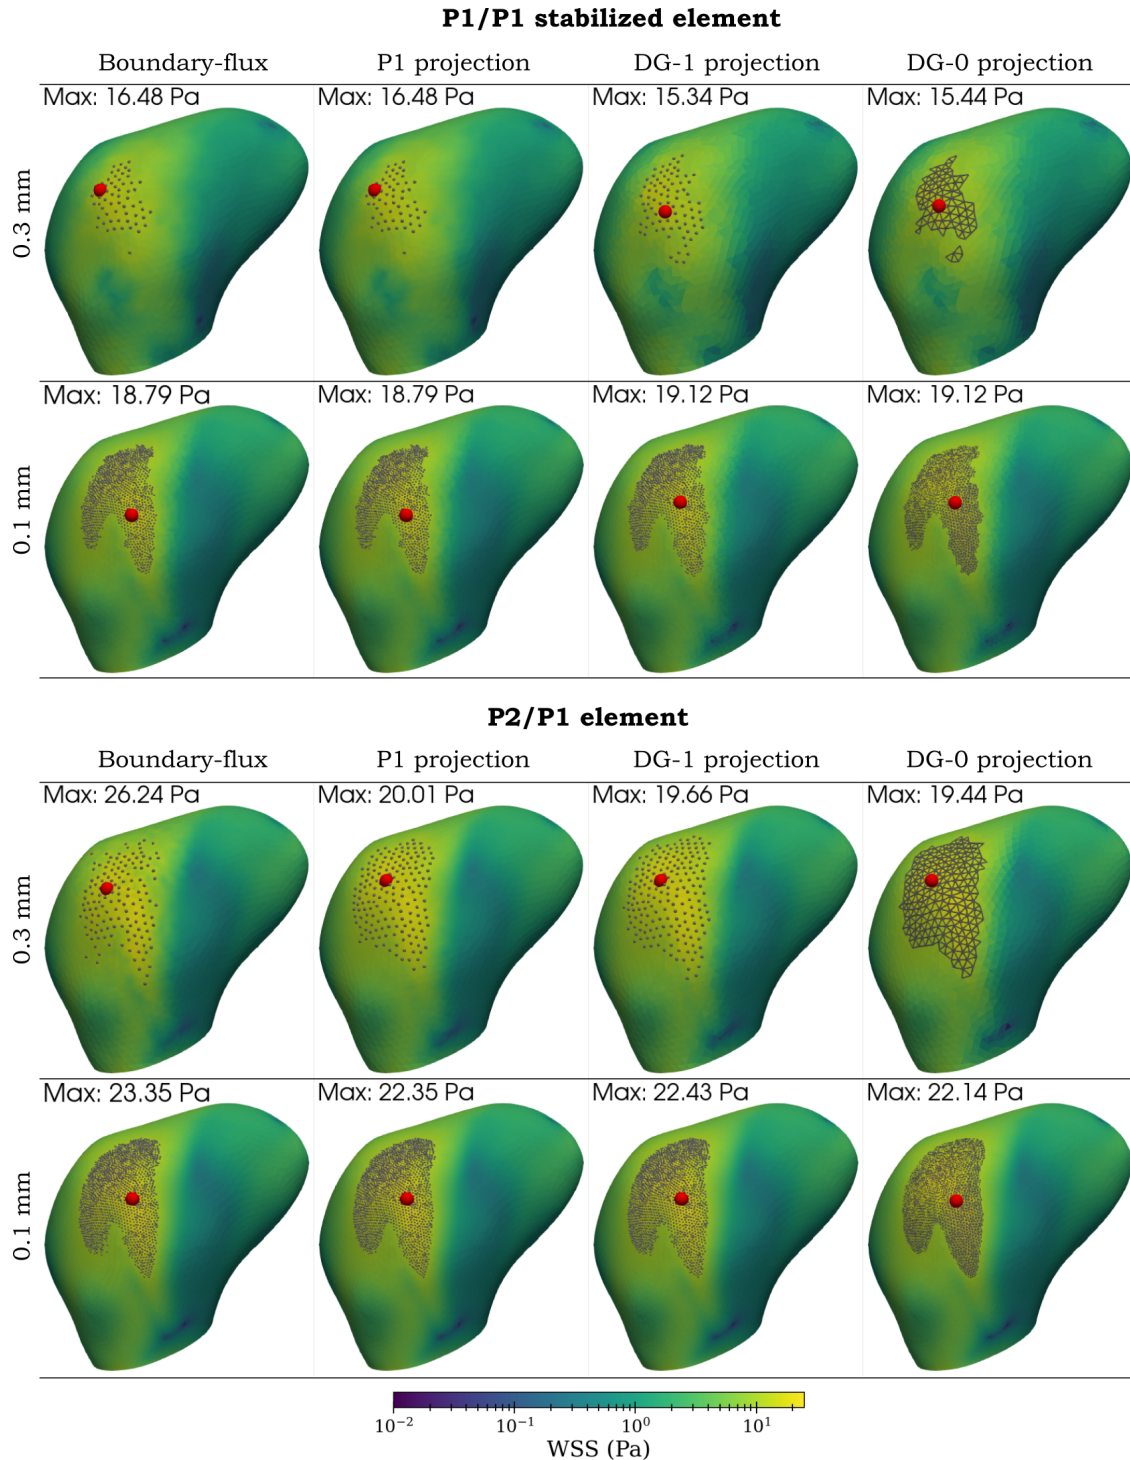 P1/P1 stabilized element
Boundary-flux P1 projection DG-1 projection DG-0 projection
0.3 mm
Max: 16.48 Pa Max: 16.48 Pa Max: 15.34 Pa Max: 15.44 Pa
0.1 mm
Max: 18.79 Pa Max: 18.79 Pa Max: 19.12 Pa Max: 19.12 Pa
P2/P1 element
Boundary-flux P1 projection DG-1 projection DG-0 projection
0.3 mm
Max: 26.24 Pa Max: 20.01 Pa Max: 19.66 Pa Max: 19.44 Pa
0.1 mm
Max: 23.35 Pa Max: 22.35 Pa Max: 22.43 Pa Max: 22.14 Pa
10⁻² 10⁻¹ 10⁰ 10¹
WSS (Pa)